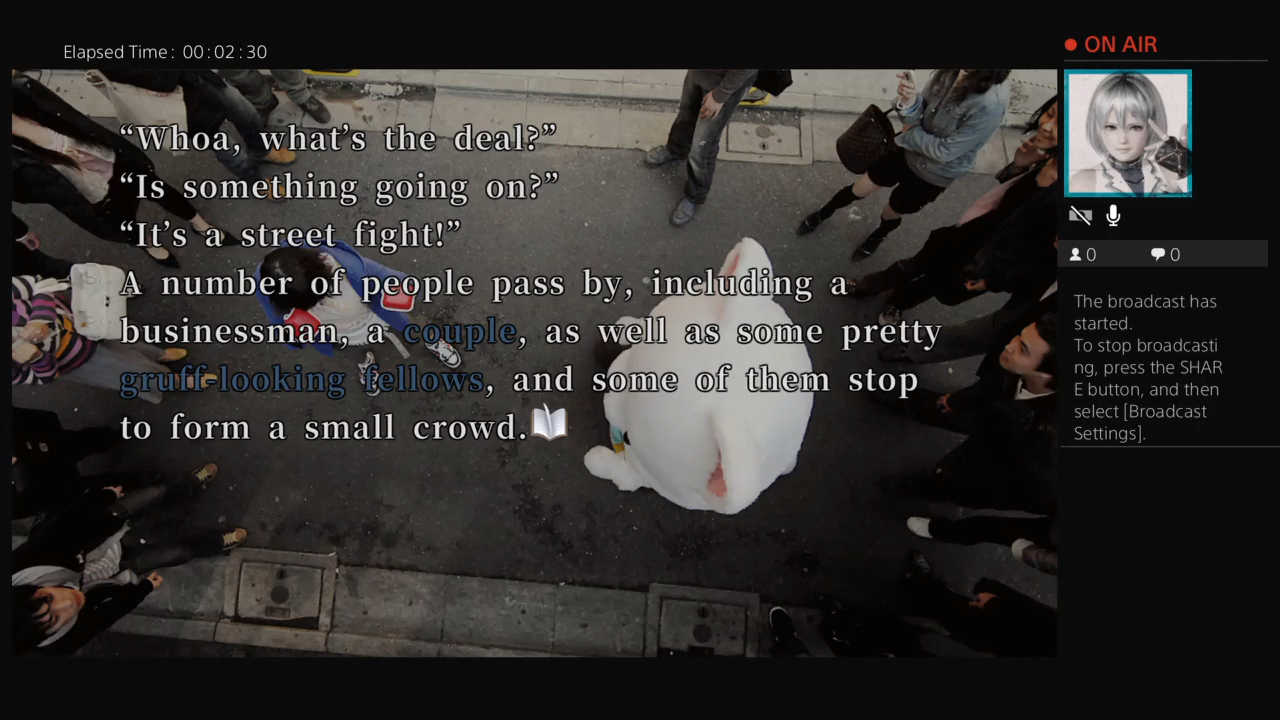 Elapsed Time: 00:02:30
ON AIR
“Whoa, what’s the deal?”
“Is something going on?”
“It’s a street fight!”
A number of people pass by, including a
businessman, a couple, as well as some pretty
gruff-looking fellows, and some of them stop
to form a small crowd.
0
0
The broadcast has
started.
To stop broadcasti
ng, press the SHAR
E button, and then
select [Broadcast
Settings].